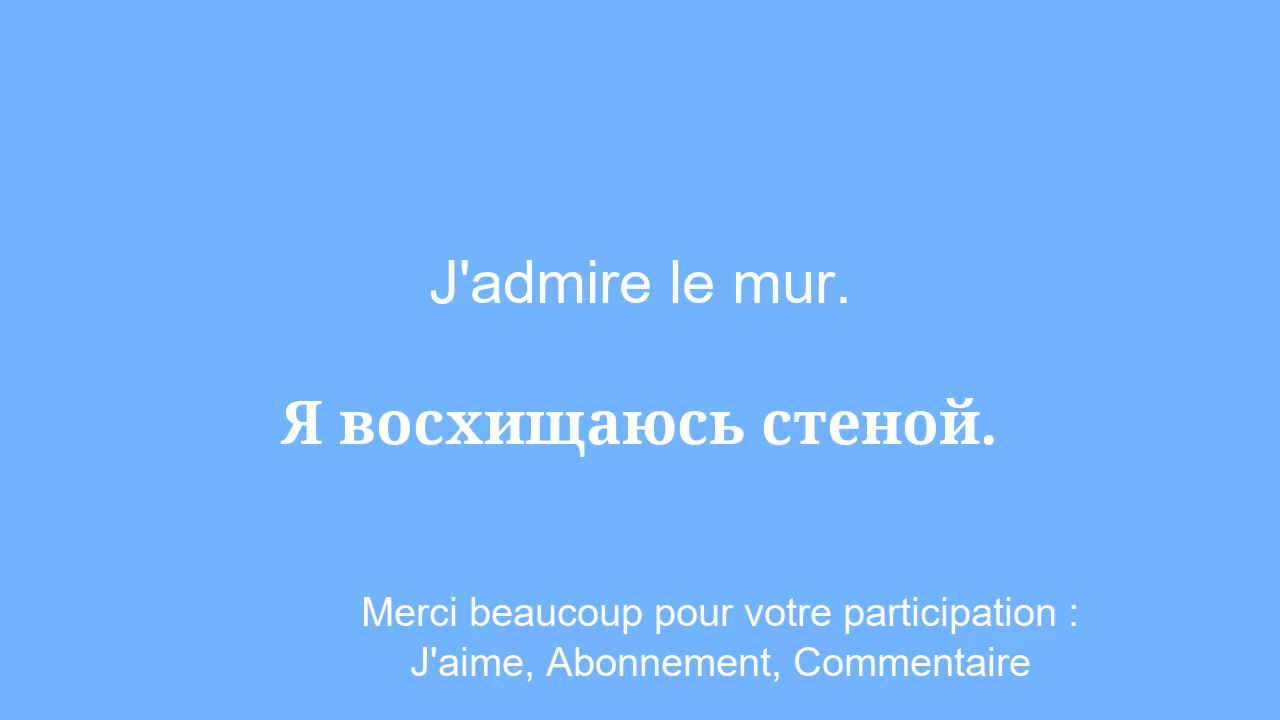 J'admire le mur.
Я восхищаюсь стеной.
Merci beaucoup pour votre participation :
J'aime, Abonnement, Commentaire